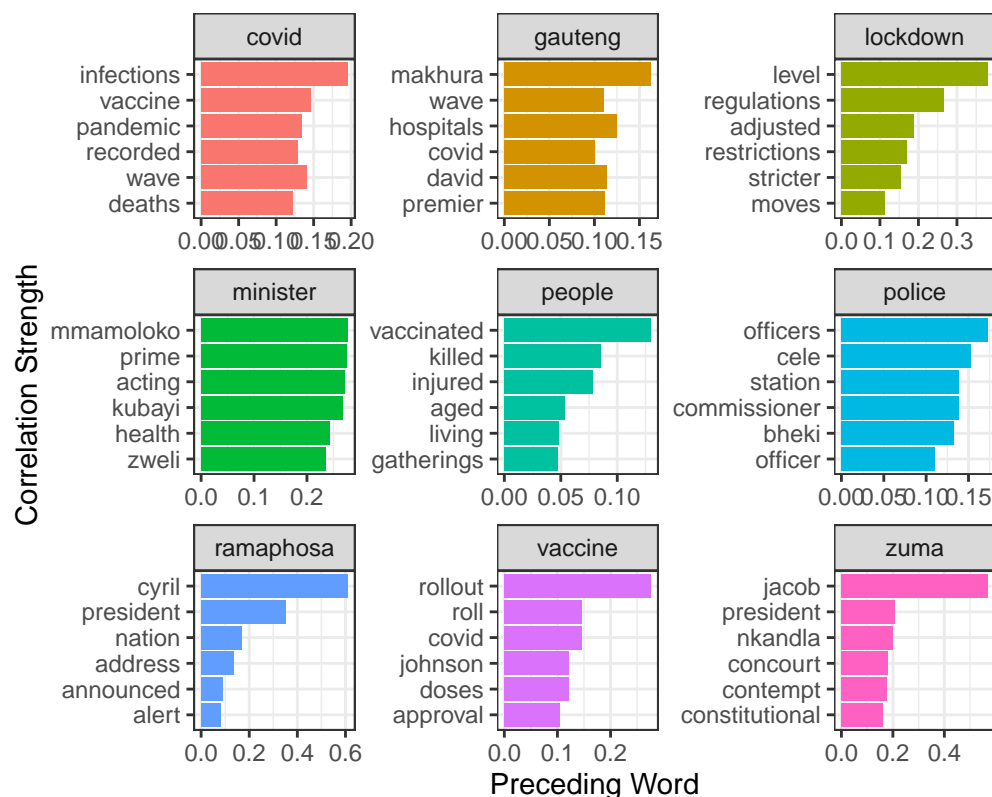 covid
infections
vaccine
pandemic
recorded
wave
deaths
0.00 0.05 0.10 0.15 0.20
gauteng
makhura
wave
hospitals
covid
david
premier
0.00 0.05 0.10 0.15
lockdown
level
regulations
adjusted
restrictions
stricter
moves
0.0 0.1 0.2 0.3
Correlation Strength
minister
mmamoloko
prime
acting
kubayi
health
zweli
0.0 0.1 0.2
people
vaccinated
killed
injured
aged
living
gatherings
0.00 0.05 0.10
police
officers
cele
station
commissioner
bheki
officer
0.00 0.05 0.10 0.15
ramaphosa
cyril
president
nation
address
announced
alert
0.0 0.2 0.4 0.6
vaccine
rollout
roll
covid
johnson
doses
approval
0.0 0.1 0.2
zuma
jacob
president
nkandla
concourt
contempt
constitutional
0.0 0.2 0.4
Preceding Word